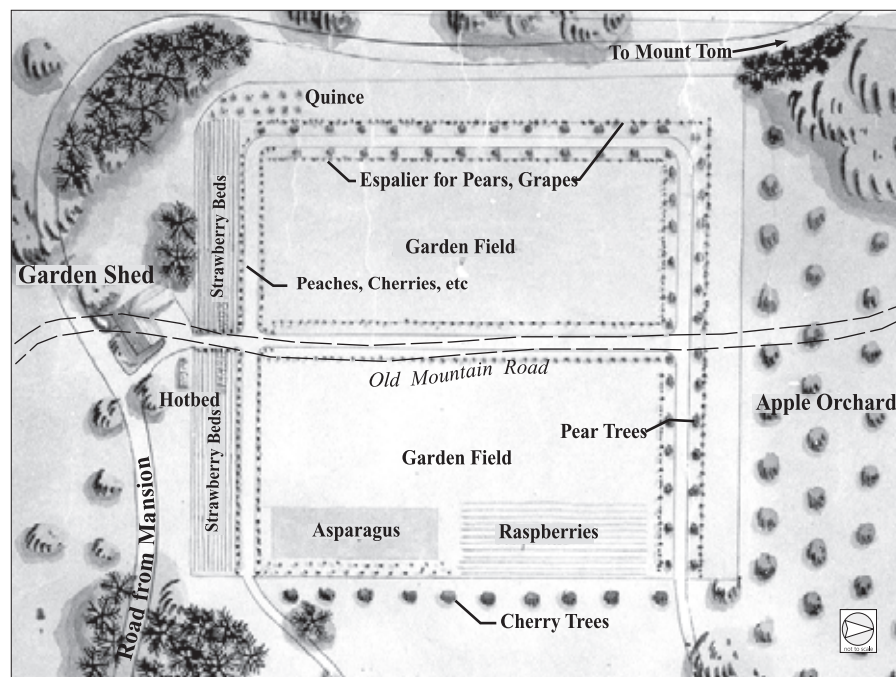 To Mount Tom
Quince
Espalier for Pears, Grapes
Strawberry Beds
Garden Field
Garden Shed
Peaches, Cherries, etc
Old Mountain Road
Hotbed
Apple Orchard
Pear Trees
Strawberry Beds
Garden Field
Road from Mansion
Asparagus
Raspberries
Cherry Trees
not to scale